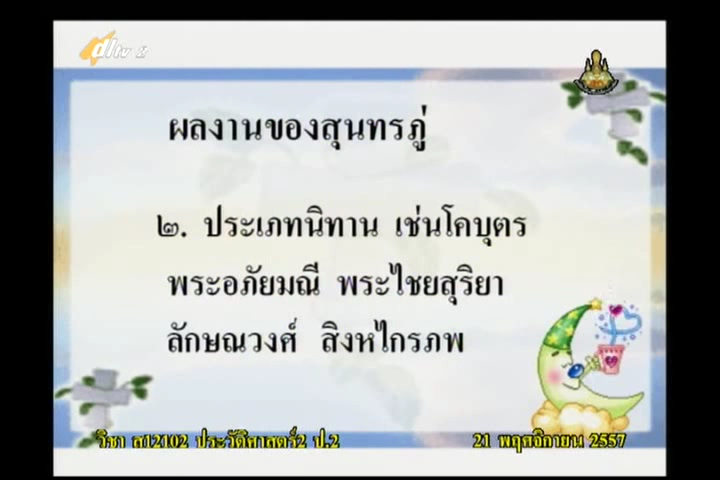 dltv 2
ผลงานของสุนทรภู่
๒. ประเภทนิทาน เช่นโคบุตร
พระอภัยมณี พระไชยสุริยา
ลักษณวงศ์ สิงหไกรภพ
วิชา ส12102 ประวัติศาสตร์2 ป.2
21 พฤศจิกายน 2557